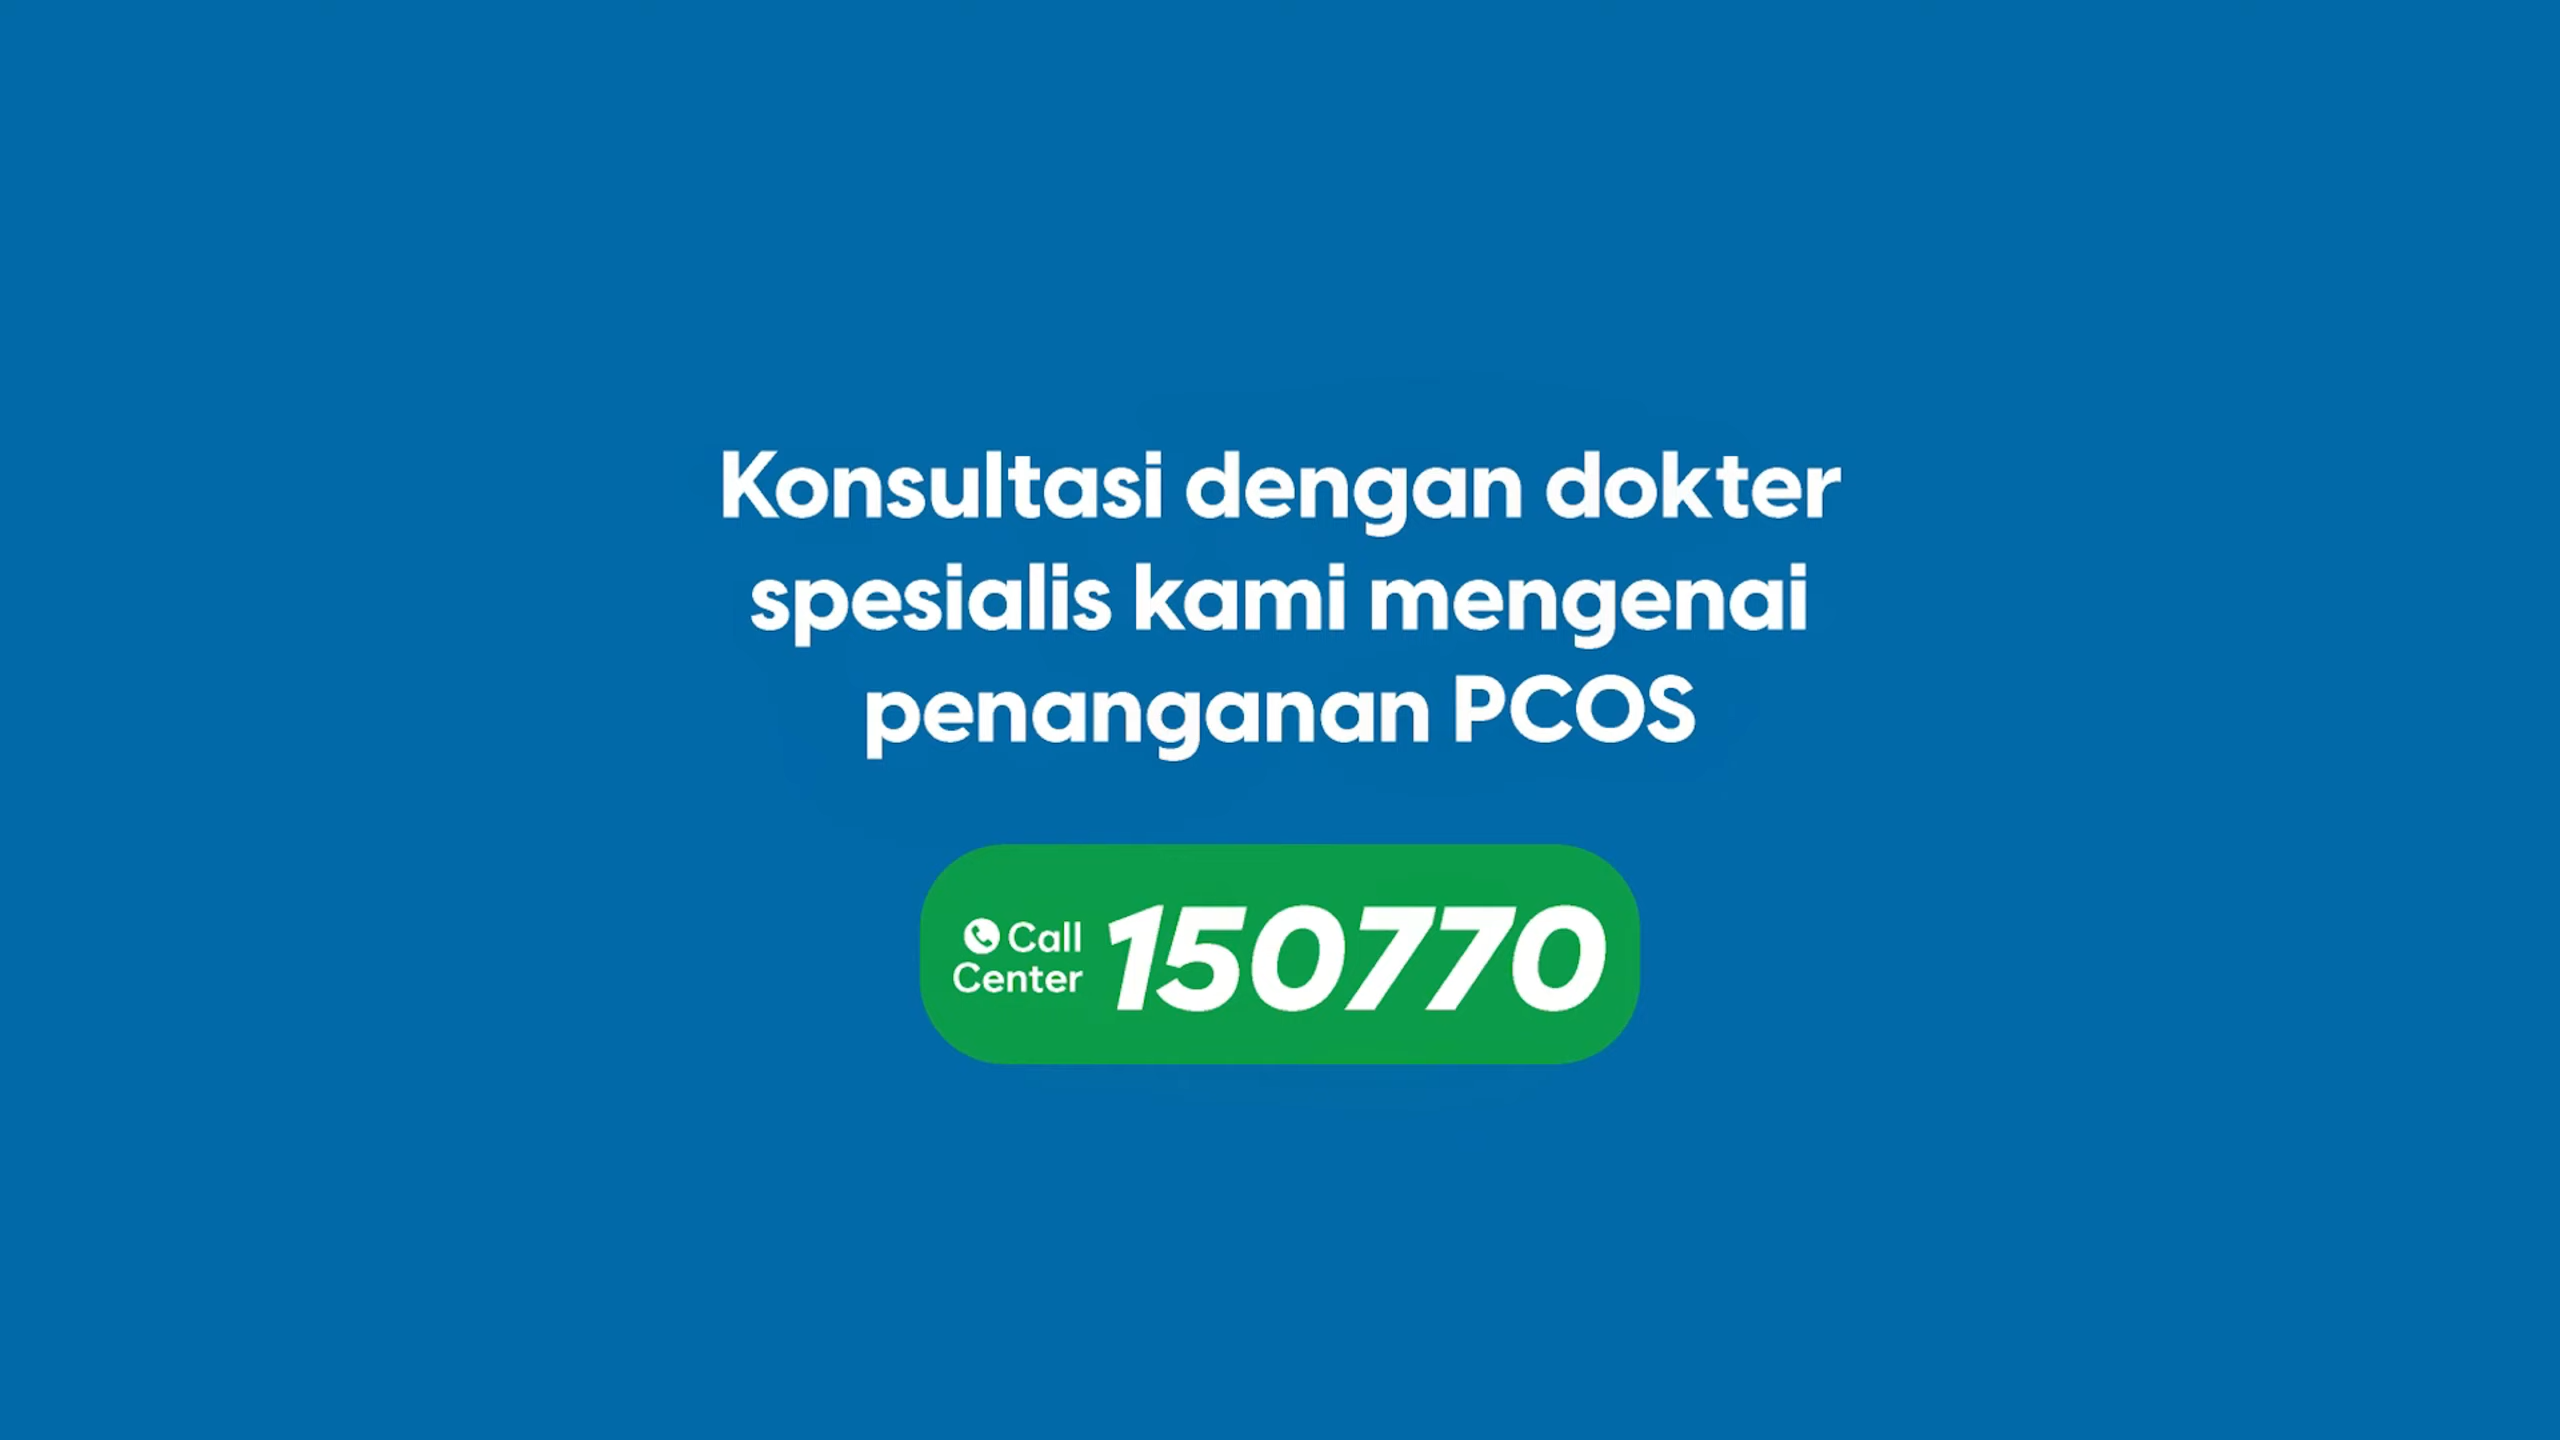 Konsultasi dengan dokter
spesialis kami mengenai
penanganan PCOS
Call
Center
150770